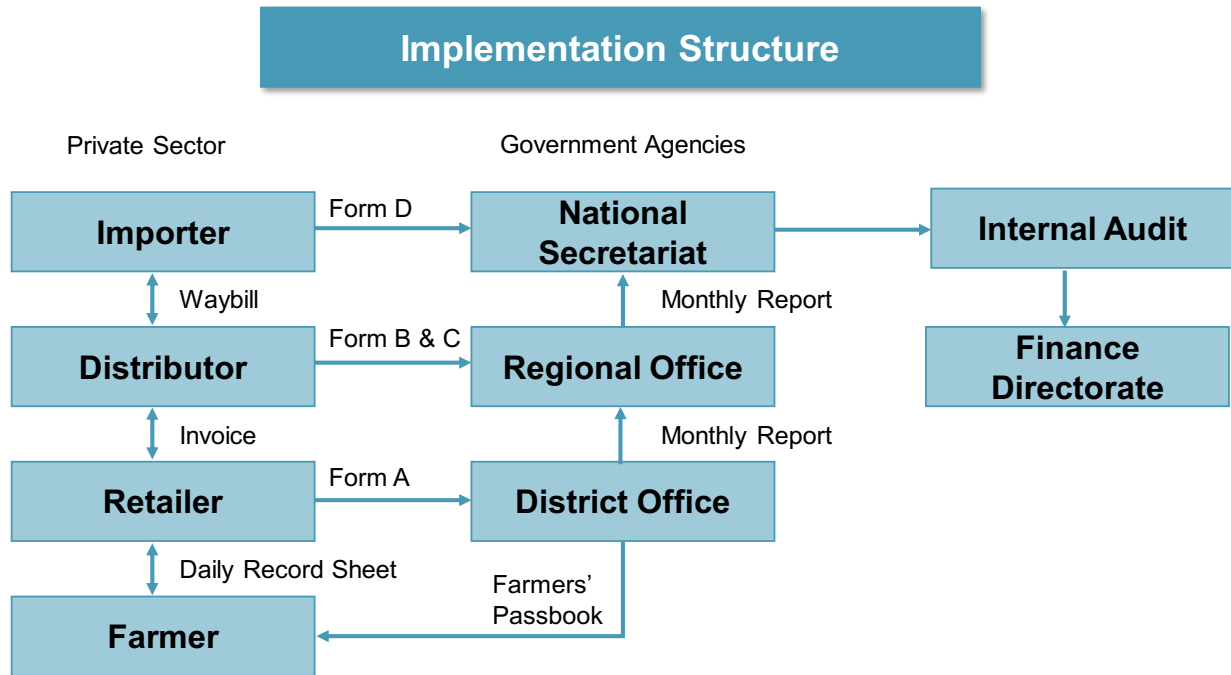 Implementation Structure
Private Sector
Government Agencies
Importer
Form D
National
Secretariat
Internal Audit
Waybill
Monthly Report
Distributor
Form B & C
Regional Office
Finance
Directorate
Invoice
Monthly Report
Retailer
Form A
District Office
Daily Record Sheet
Farmers’
Passbook
Farmer